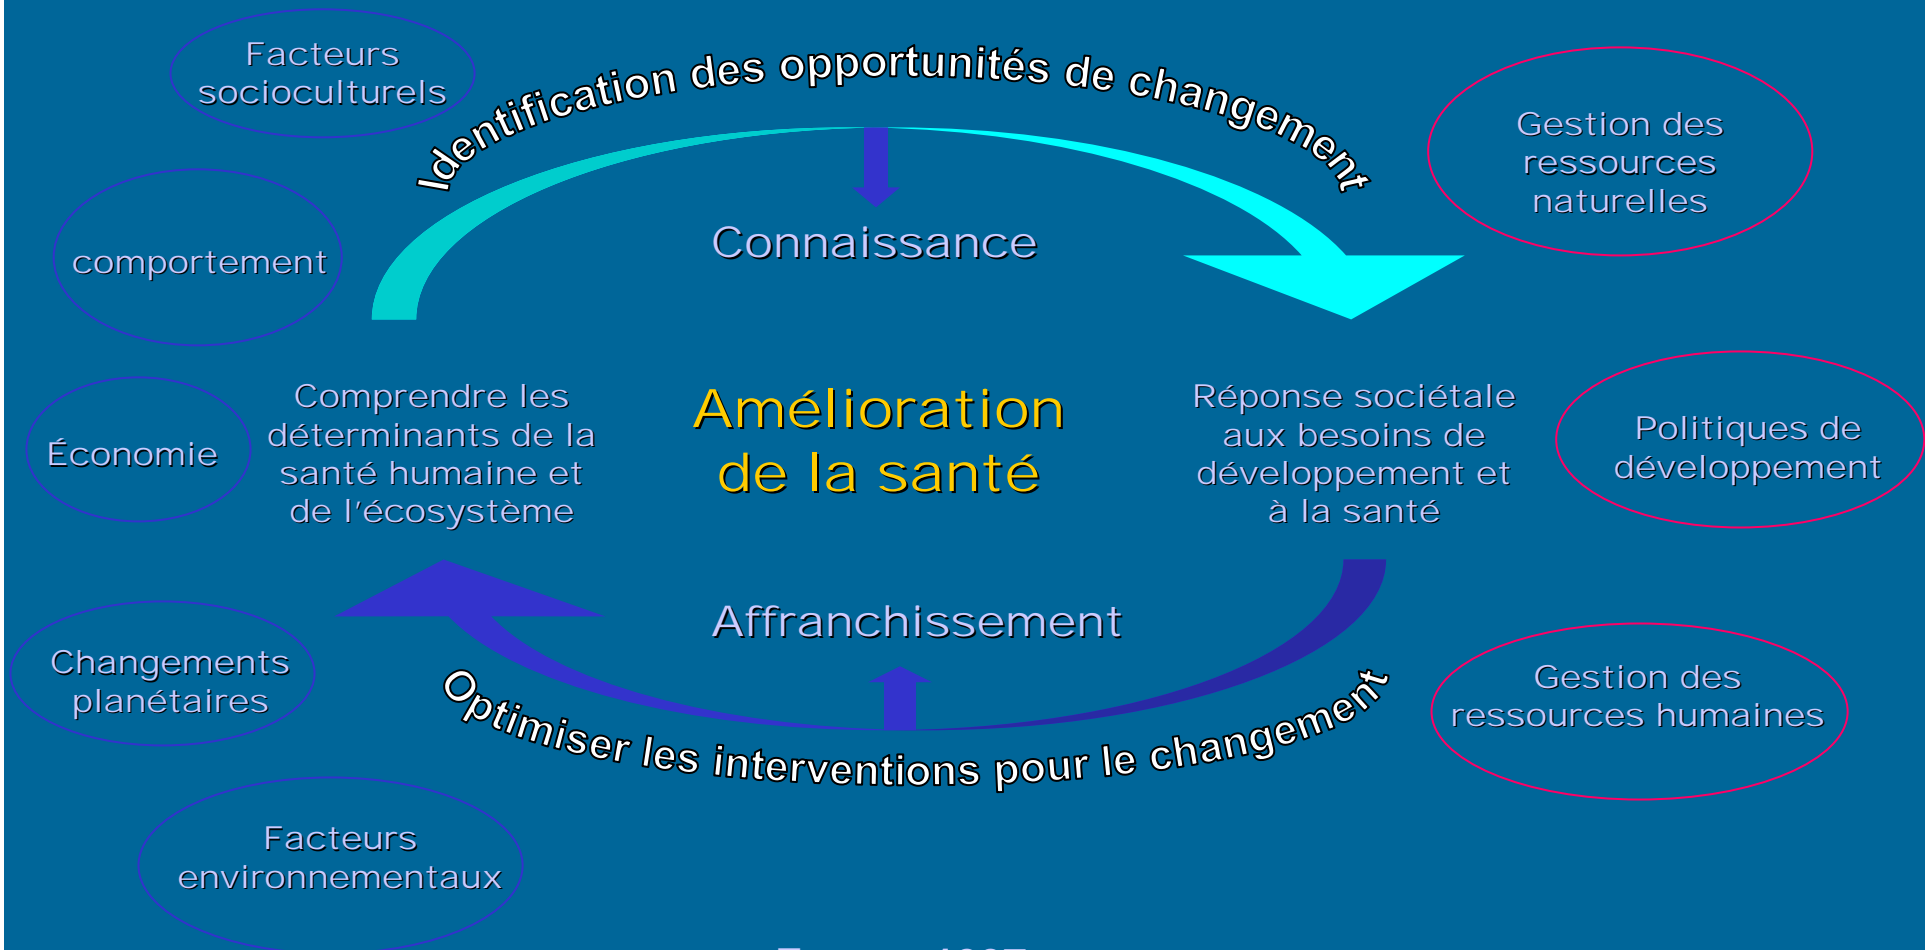 Facteurs
socioculturels
Identification des opportunités de changement
Gestion des
ressources
naturelles
comportement
Connaissance
Économie
Comprendre les
déterminants de la
santé humaine et
de l'écosystème
Amélioration
de la santé
Réponse sociétale
aux besoins de
développement et
à la santé
Politiques de
développement
Affranchissement
Changements
planétaires
Gestion des
ressources humaines
Optimiser les interventions pour le changement
Facteurs
environnementaux